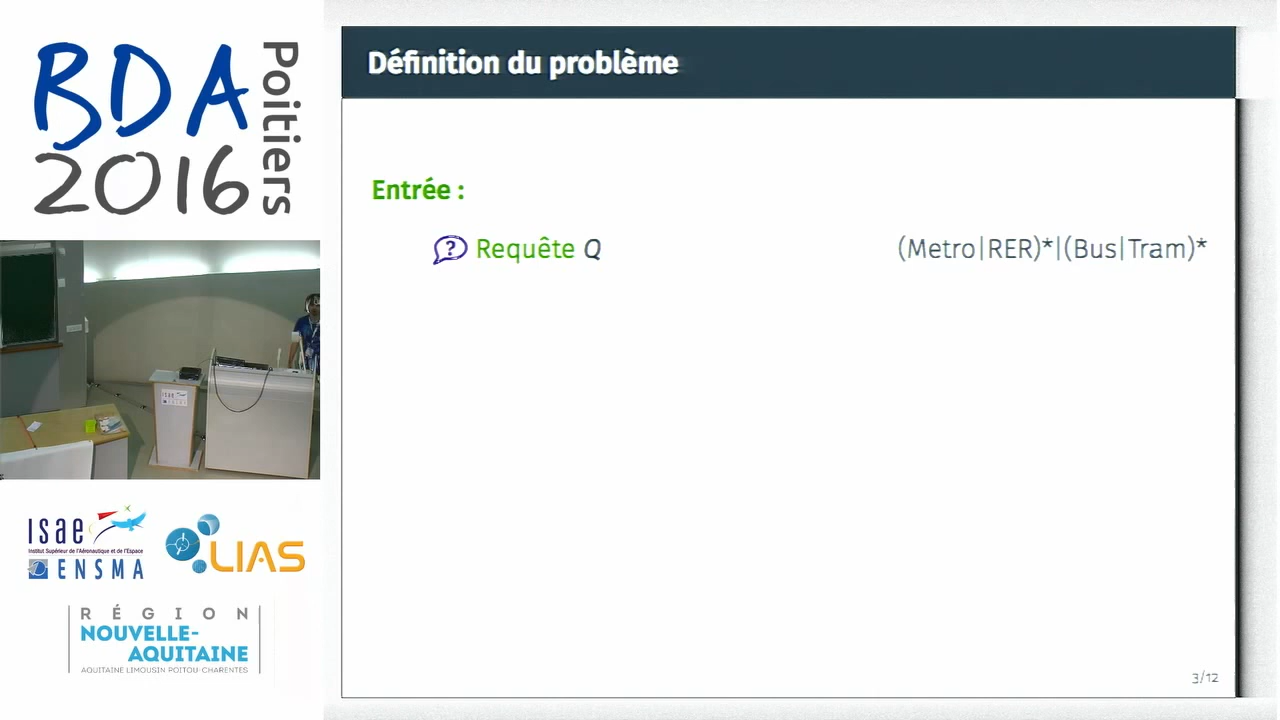 BDA
2016
Poitiers
isae
Institut Supérieur de l'Aéronautique et de l'Espace
ENSMA
LIAS
RÉGION
NOUVELLE-
AQUITAINE
AQUITAINE LIMOUSIN POITOU-CHARENTES
Définition du problème
Entrée :
? Requête Q (Metro|RER)*|(Bus|Tram)*
3/12